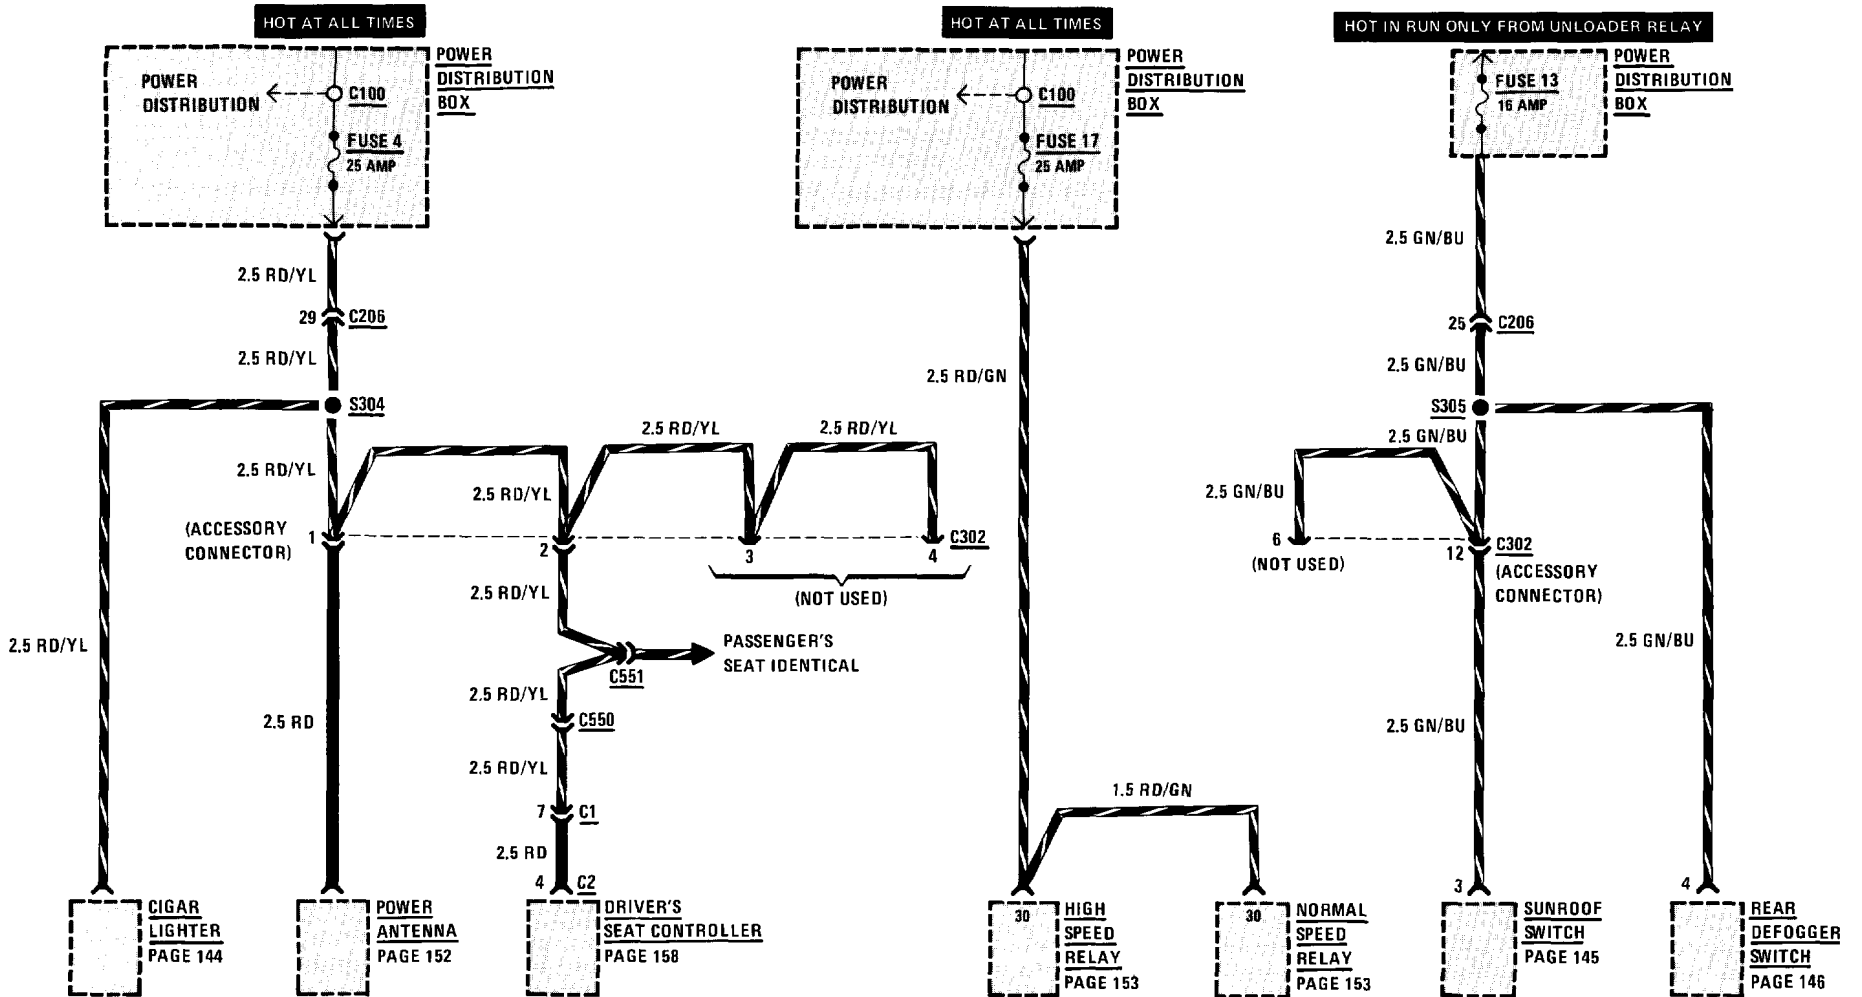 HOT AT ALL TIMES
HOT AT ALL TIMES
HOT IN RUN ONLY FROM UNLOADER RELAY
POWER
DISTRIBUTION
C100
FUSE 4
25 AMP
POWER
DISTRIBUTION
BOX
POWER
DISTRIBUTION
C100
FUSE 17
25 AMP
POWER
DISTRIBUTION
BOX
FUSE 13
16 AMP
POWER
DISTRIBUTION
BOX
2.5 RD/YL
29
C206
2.5 RD/YL
S304
2.5 RD/YL
2.5 RD/YL
2.5 RD/YL
2.5 RD/YL
(ACCESSORY
CONNECTOR)
1
2
3
4
C302
(NOT USED)
2.5 RD/YL
PASSENGER'S
SEAT IDENTICAL
C551
2.5 RD/YL
C550
2.5 RD/YL
7
C1
2.5 RD
4
C2
2.5 RD/YL
2.5 RD
2.5 RD/GN
1.5 RD/GN
2.5 GN/BU
25
C206
2.5 GN/BU
S305
2.5 GN/BU
2.5 GN/BU
6
(NOT USED)
12
C302
(ACCESSORY
CONNECTOR)
2.5 GN/BU
2.5 GN/BU
3
4
CIGAR
LIGHTER
PAGE 144
POWER
ANTENNA
PAGE 152
DRIVER'S
SEAT CONTROLLER
PAGE 158
30
HIGH
SPEED
RELAY
PAGE 153
30
NORMAL
SPEED
RELAY
PAGE 153
SUNROOF
SWITCH
PAGE 145
REAR
DEFOGGER
SWITCH
PAGE 146